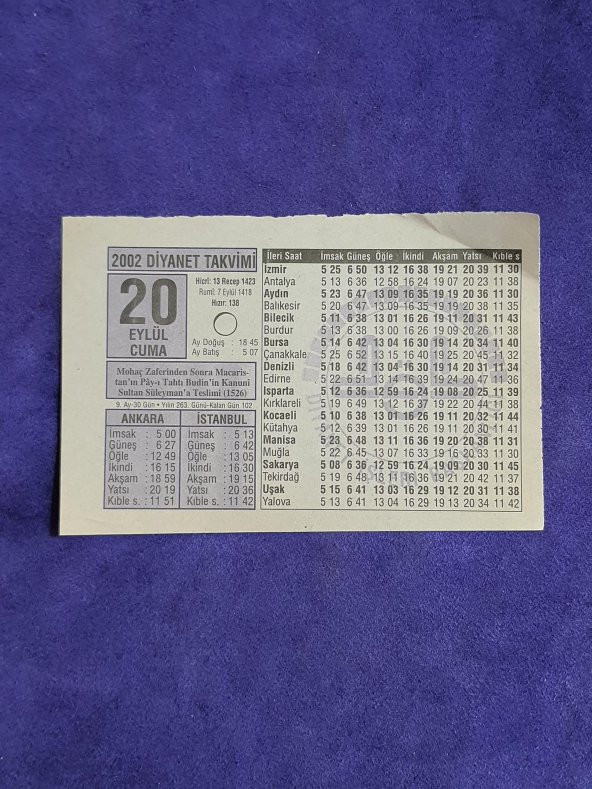 2002 DİYANET TAKVİMİ
20
EYLÜL
CUMA
Hicrî: 13 Recep 1423
Rumî: 7 Eylül 1418
Hızır: 138
Ay Doğuş : 18 45
Ay Batış : 5 07
Mohaç Zaferinden Sonra Macaris-
tan'ın Pây-ı Tahtı Budin'in Kanunî
Sultan Süleyman'a Teslimi (1526)
9. Ay-30 Gün • Yılın 263. Günü-Kalan Gün 102
ANKARA
İmsak : 5 00
Güneş : 6 27
Öğle : 12 49
İkindi : 16 15
Akşam : 18 59
Yatsı : 20 19
Kıble s. : 11 51
İSTANBUL
İmsak : 5 13
Güneş : 6 42
Öğle : 13 05
İkindi : 16 30
Akşam : 19 15
Yatsı : 20 36
Kıble s. : 11 42
İleri Saat İmsak Güneş Öğle İkindi Akşam Yatsı Kıble s
İzmir 5 25 6 50 13 12 16 38 19 21 20 39 11 30
Antalya 5 13 6 36 12 58 16 24 19 07 20 23 11 38
Aydın 5 23 6 47 13 09 16 35 19 19 20 36 11 30
Balıkesir 5 20 6 47 13 09 16 35 19 19 20 38 11 35
Bilecik 5 11 6 38 13 01 16 26 19 11 20 31 11 43
Burdur 5 13 6 38 13 00 16 26 19 09 20 26 11 38
Bursa 5 14 6 42 13 04 16 30 19 14 20 34 11 40
Çanakkale 5 25 6 52 13 15 16 40 19 25 20 45 11 32
Denizli 5 18 6 42 13 04 16 30 19 14 20 31 11 34
Edirne 5 22 6 51 13 14 16 39 19 24 20 47 11 36
Isparta 5 12 6 36 12 59 16 24 19 08 20 25 11 39
Kırklareli 5 19 6 49 13 12 16 37 19 22 20 44 11 38
Kocaeli 5 10 6 38 13 01 16 26 19 11 20 32 11 44
Kütahya 5 12 6 39 13 01 16 26 19 11 20 30 11 41
Manisa 5 23 6 48 13 11 16 36 19 20 20 38 11 31
Muğla 5 22 6 45 13 07 16 33 19 16 20 33 11 30
Sakarya 5 08 6 36 12 59 16 24 19 09 20 30 11 45
Tekirdağ 5 19 6 48 13 11 16 36 19 21 20 42 11 37
Uşak 5 15 6 41 13 03 16 29 19 12 20 31 11 38
Yalova 5 13 6 41 13 04 16 29 19 13 20 34 11 42